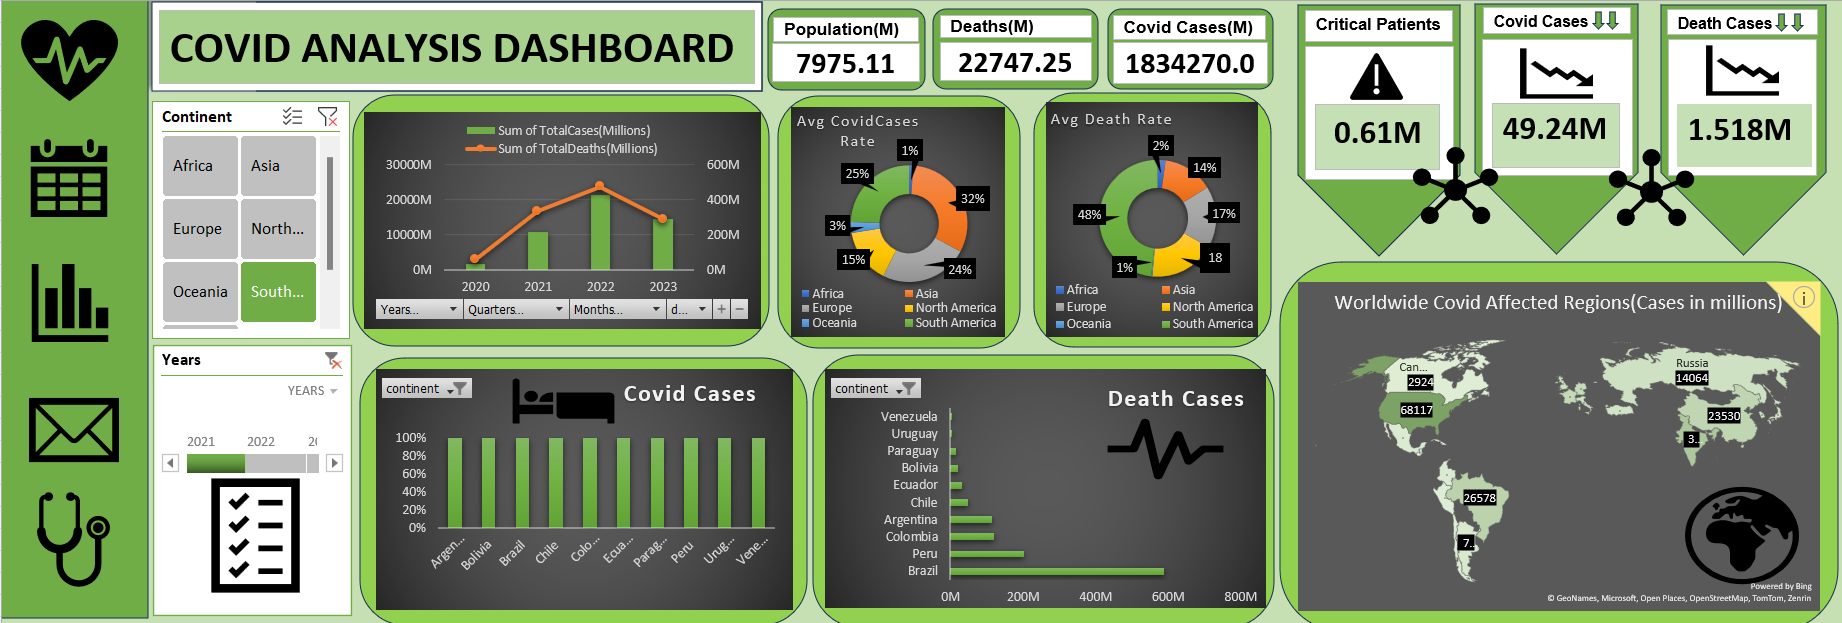 COVID ANALYSIS DASHBOARD
Population(M)
7975.11
Deaths(M)
22747.25
Covid Cases(M)
1834270.0
Critical Patients
0.61M
Covid Cases
49.24M
Death Cases
1.518M
Continent
Africa
Asia
Europe
North...
Oceania
South...
Years
YEARS
2021 2022
Sum of TotalCases(Millions)
Sum of TotalDeaths(Millions)
30000M
20000M
10000M
0M
600M
400M
200M
0M
2020 2021 2022 2023
Years... Quarters... Months... d...
Avg CovidCases
Rate
1%
32%
24%
15%
3%
25%
Africa Asia
Europe North America
Oceania South America
Avg Death Rate
2%
14%
17%
18
1%
48%
Africa Asia
Europe North America
Oceania South America
continent
Covid Cases
100%
80%
60%
40%
20%
0%
Argen...
Bolivia
Brazil
Chile
Colo...
Ecua...
Parag...
Peru
Urug...
Vene...
continent
Death Cases
Venezuela
Uruguay
Paraguay
Bolivia
Ecuador
Chile
Argentina
Colombia
Peru
Brazil
0M 200M 400M 600M 800M
Worldwide Covid Affected Regions(Cases in millions)
Can...
2924
68117
Russia
14064
23530
3..
26578
7..
Powered by Bing
© GeoNames, Microsoft, Open Places, OpenStreetMap, TomTom, Zenrin